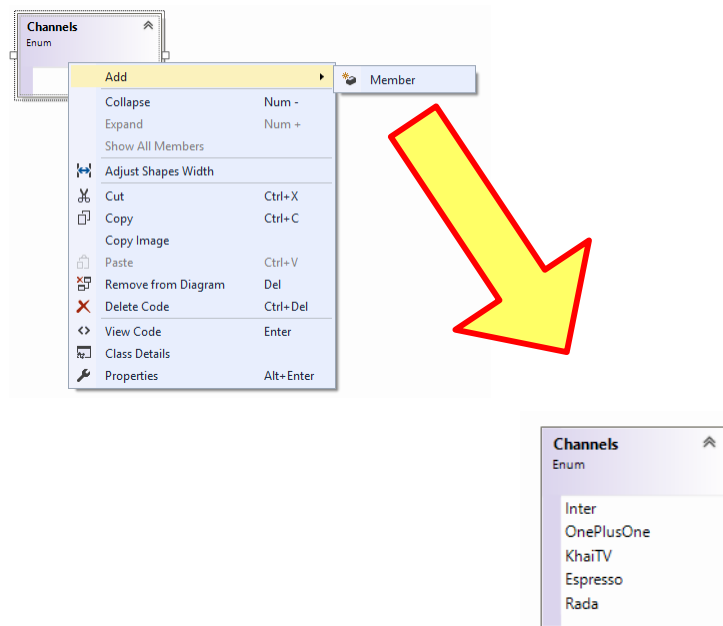 Channels
Enum
Add
Member
Collapse Num -
Expand Num +
Show All Members
Adjust Shapes Width
Cut Ctrl+X
Copy Ctrl+C
Copy Image
Paste Ctrl+V
Remove from Diagram Del
Delete Code Ctrl+Del
View Code Enter
Class Details
Properties Alt+Enter
Channels
Enum
Inter
OnePlusOne
KhaiTV
Espresso
Rada